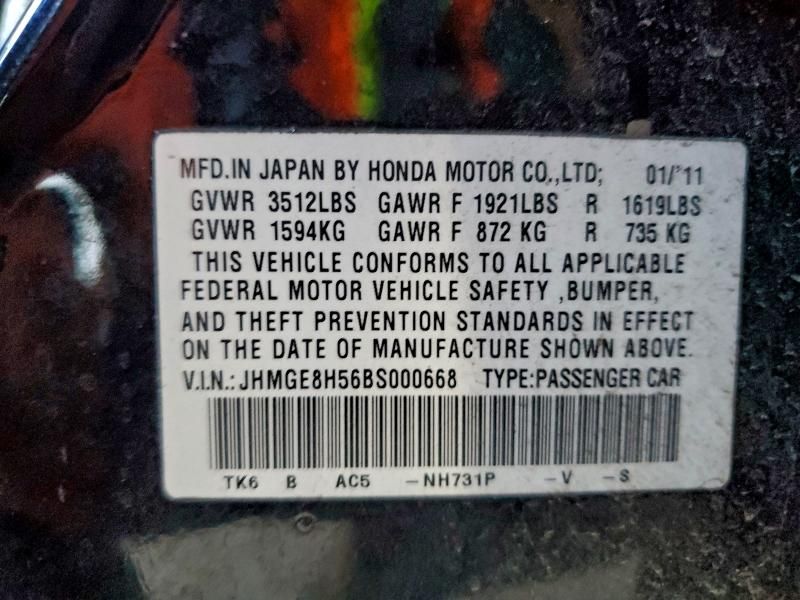 MFD.IN JAPAN BY HONDA MOTOR CO.,LTD; 01/'11
GVWR 3512LBS GAWR F 1921LBS R 1619LBS
GVWR 1594KG GAWR F 872 KG R 735 KG
THIS VEHICLE CONFORMS TO ALL APPLICABLE
FEDERAL MOTOR VEHICLE SAFETY ,BUMPER,
AND THEFT PREVENTION STANDARDS IN EFFECT
ON THE DATE OF MANUFACTURE SHOWN ABOVE.
V.I.N.: JHMGE8H56BS000668 TYPE:PASSENGER CAR
TK6 B AC5 -NH731P -V -S